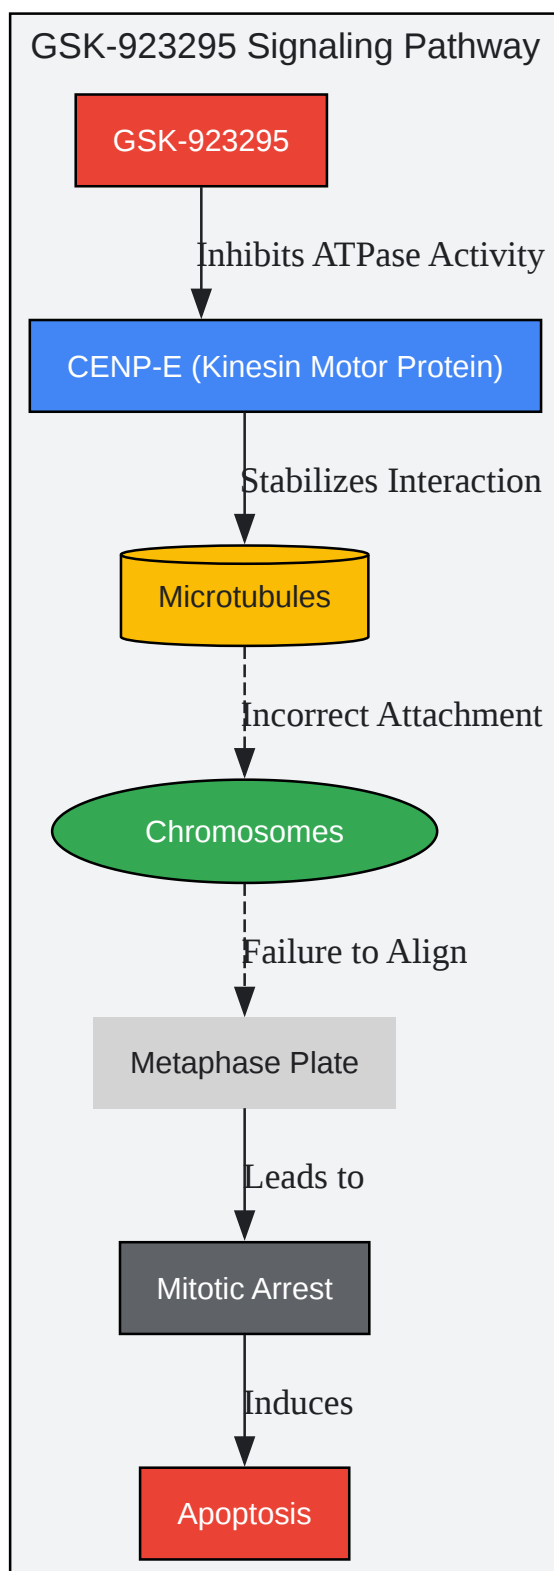 GSK-923295 Signaling Pathway
GSK-923295
Inhibits ATPase Activity
CENP-E (Kinesin Motor Protein)
Stabilizes Interaction
Microtubules
Incorrect Attachment
Chromosomes
Failure to Align
Metaphase Plate
Leads to
Mitotic Arrest
Induces
Apoptosis